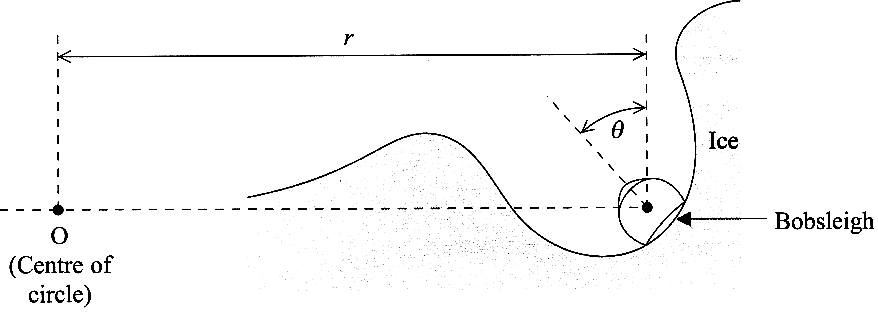 r
θ
Ice
Bobsleigh
O
(Centre of
circle)